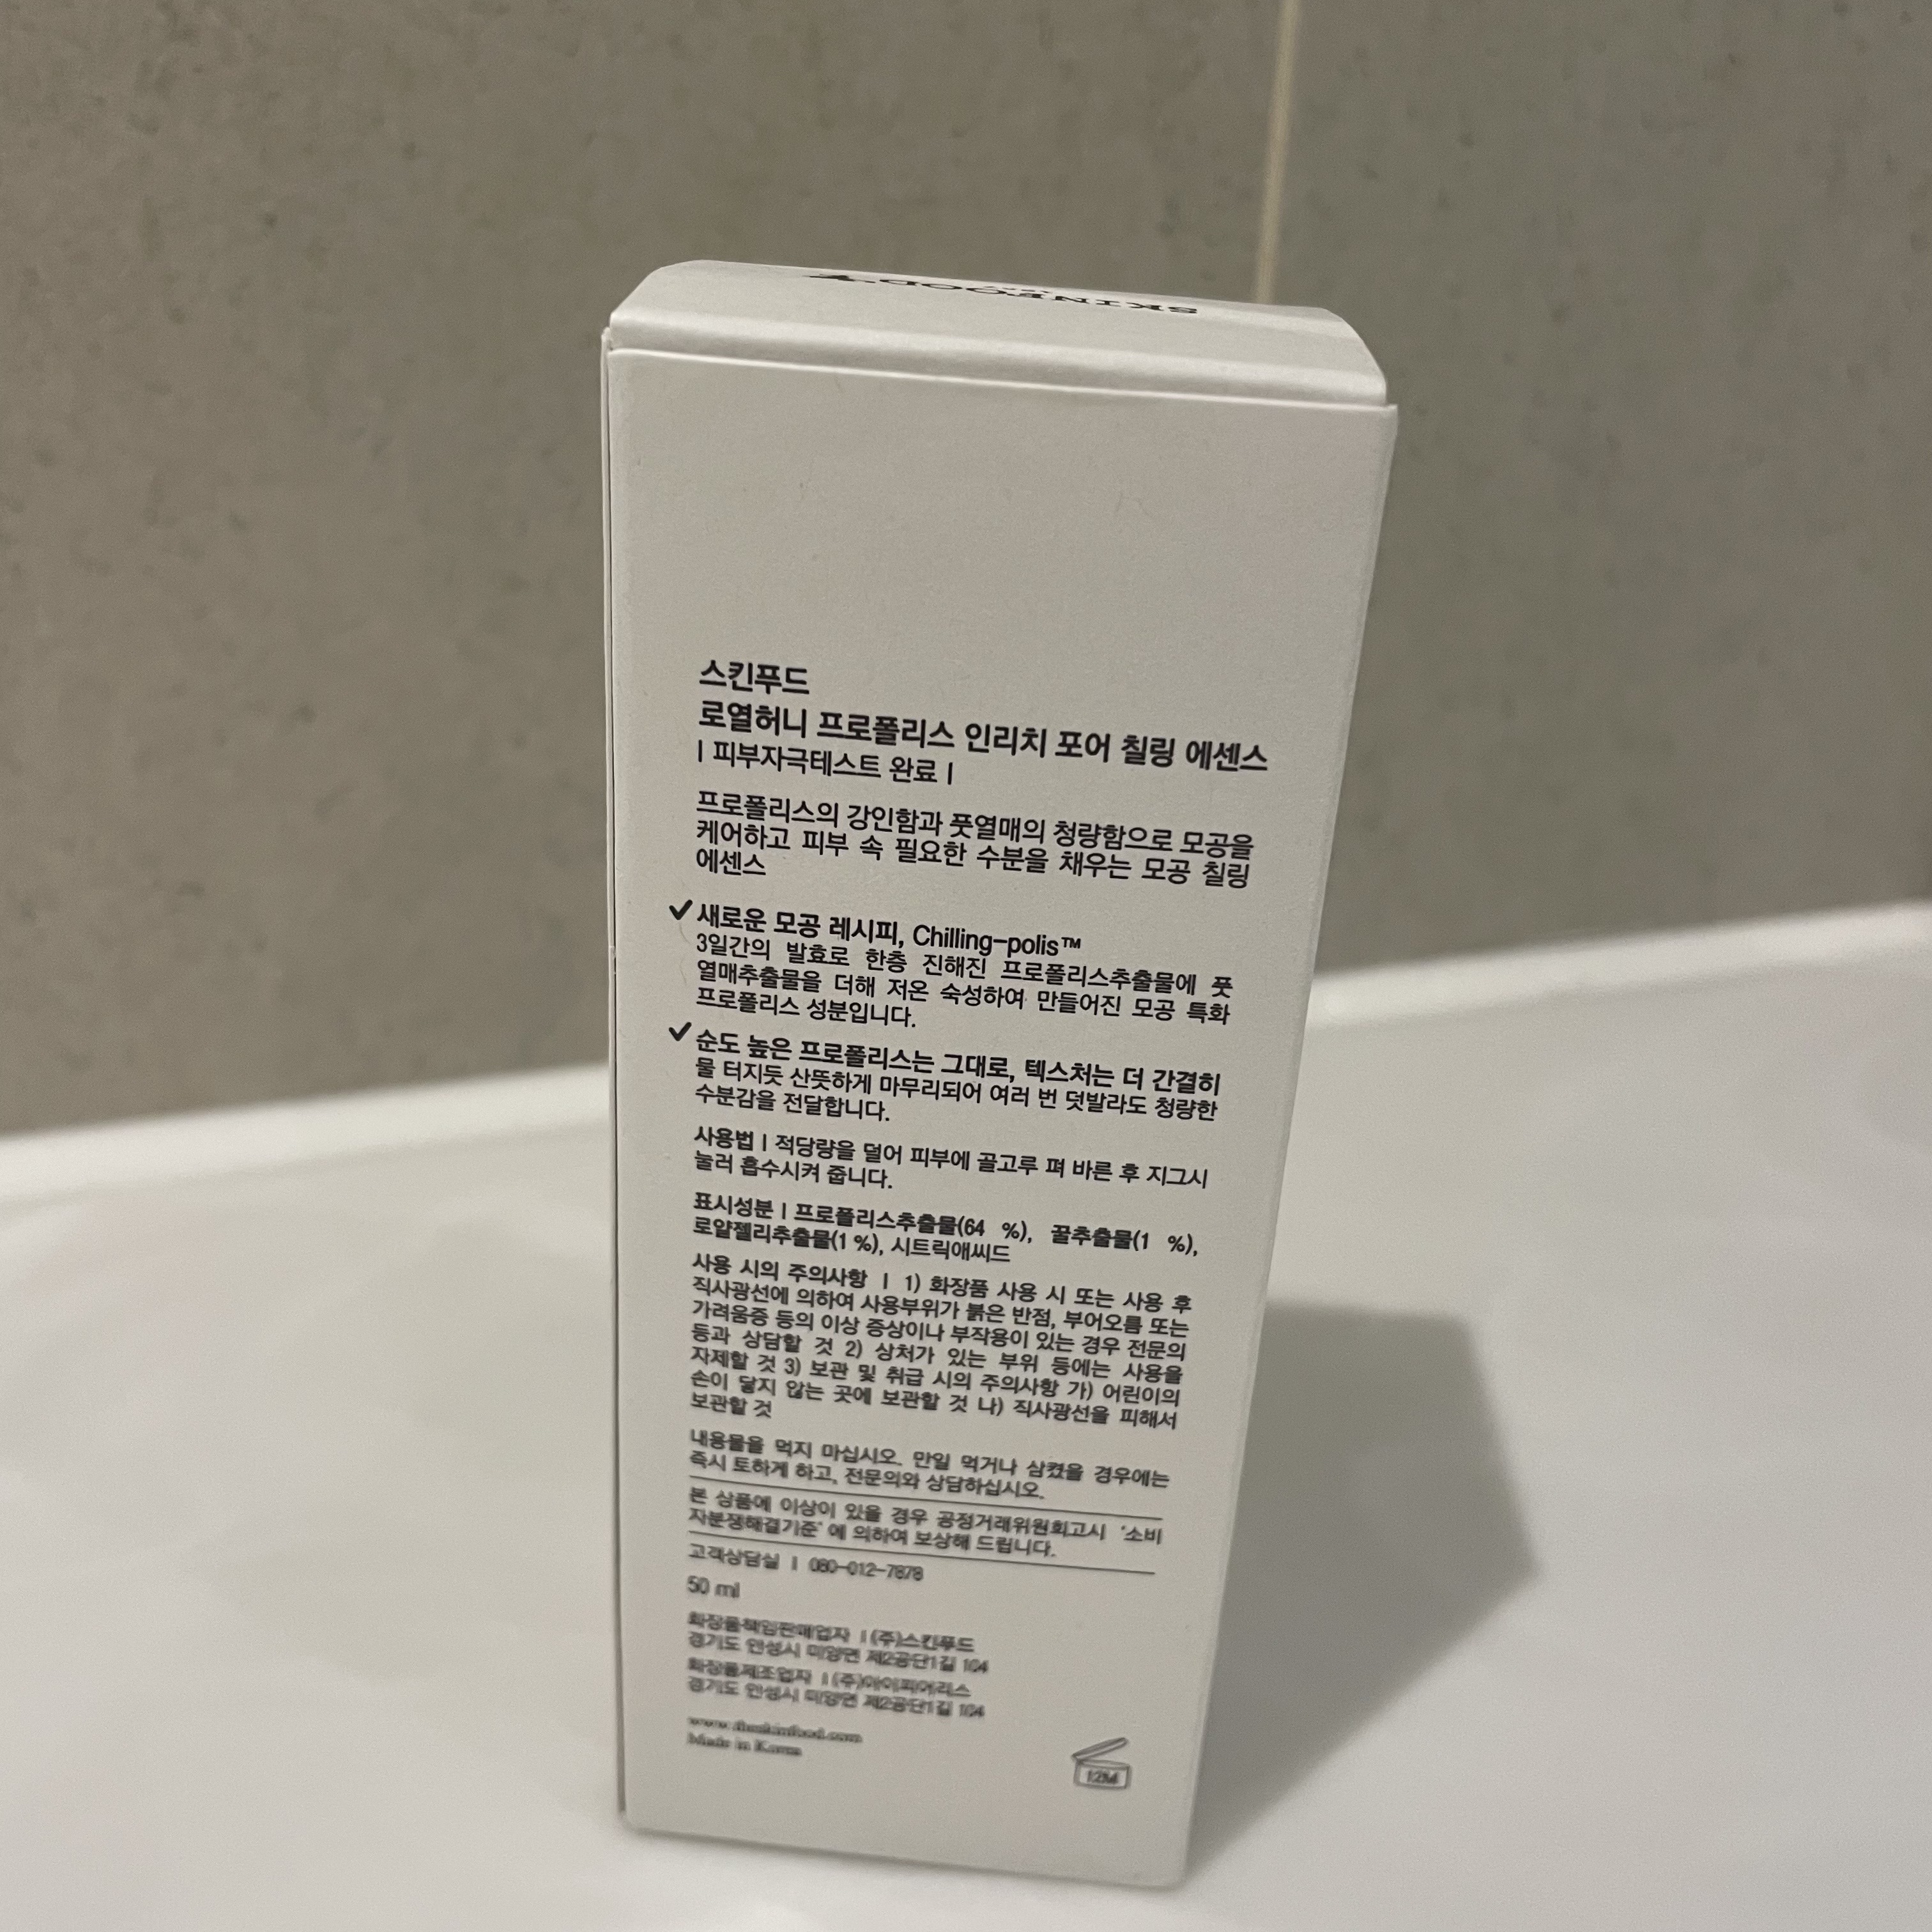 SKINFOOD
스킨푸드
로열허니 프로폴리스 인리치 포어 칠링 에센스
| 피부자극테스트 완료 |
프로폴리스의 강인함과 풋열매의 청량함으로 모공을
케어하고 피부 속 필요한 수분을 채우는 모공 칠링
에센스
✓ 새로운 모공 레시피, Chilling-polis™
3일간의 발효로 한층 진해진 프로폴리스추출물에 풋
열매추출물을 더해 저온 숙성하여 만들어진 모공 특화
프로폴리스 성분입니다.
✓ 순도 높은 프로폴리스는 그대로, 텍스처는 더 간결히
물 터지듯 산뜻하게 마무리되어 여러 번 덧발라도 청량한
수분감을 전달합니다.
사용법 | 적당량을 덜어 피부에 골고루 펴 바른 후 지그시
눌러 흡수시켜 줍니다.
표시성분 | 프로폴리스추출물(64 %), 꿀추출물(1 %),
로얄젤리추출물(1 %), 시트릭애씨드
사용 시의 주의사항 | 1) 화장품 사용 시 또는 사용 후
직사광선에 의하여 사용부위가 붉은 반점, 부어오름 또는
가려움증 등의 이상 증상이나 부작용이 있는 경우 전문의
등과 상담할 것 2) 상처가 있는 부위 등에는 사용을
자제할 것 3) 보관 및 취급 시의 주의사항 가) 어린이의
손이 닿지 않는 곳에 보관할 것 나) 직사광선을 피해서
보관할 것
내용물을 먹지 마십시오. 만일 먹거나 삼켰을 경우에는
즉시 토하게 하고, 전문의와 상담하십시오.
본 상품에 이상이 있을 경우 공정거래위원회고시 '소비
자분쟁해결기준' 에 의하여 보상해 드립니다.
고객상담실 | 080-012-7878
50 ml
화장품책임판매업자 | (주)스킨푸드
경기도 안성시 미양면 제2공단1길 104
화장품제조업자 | (주)아이피어리스
경기도 안성시 미양면 제2공단1길 104
www.theskinfood.com
Made in Korea
12M